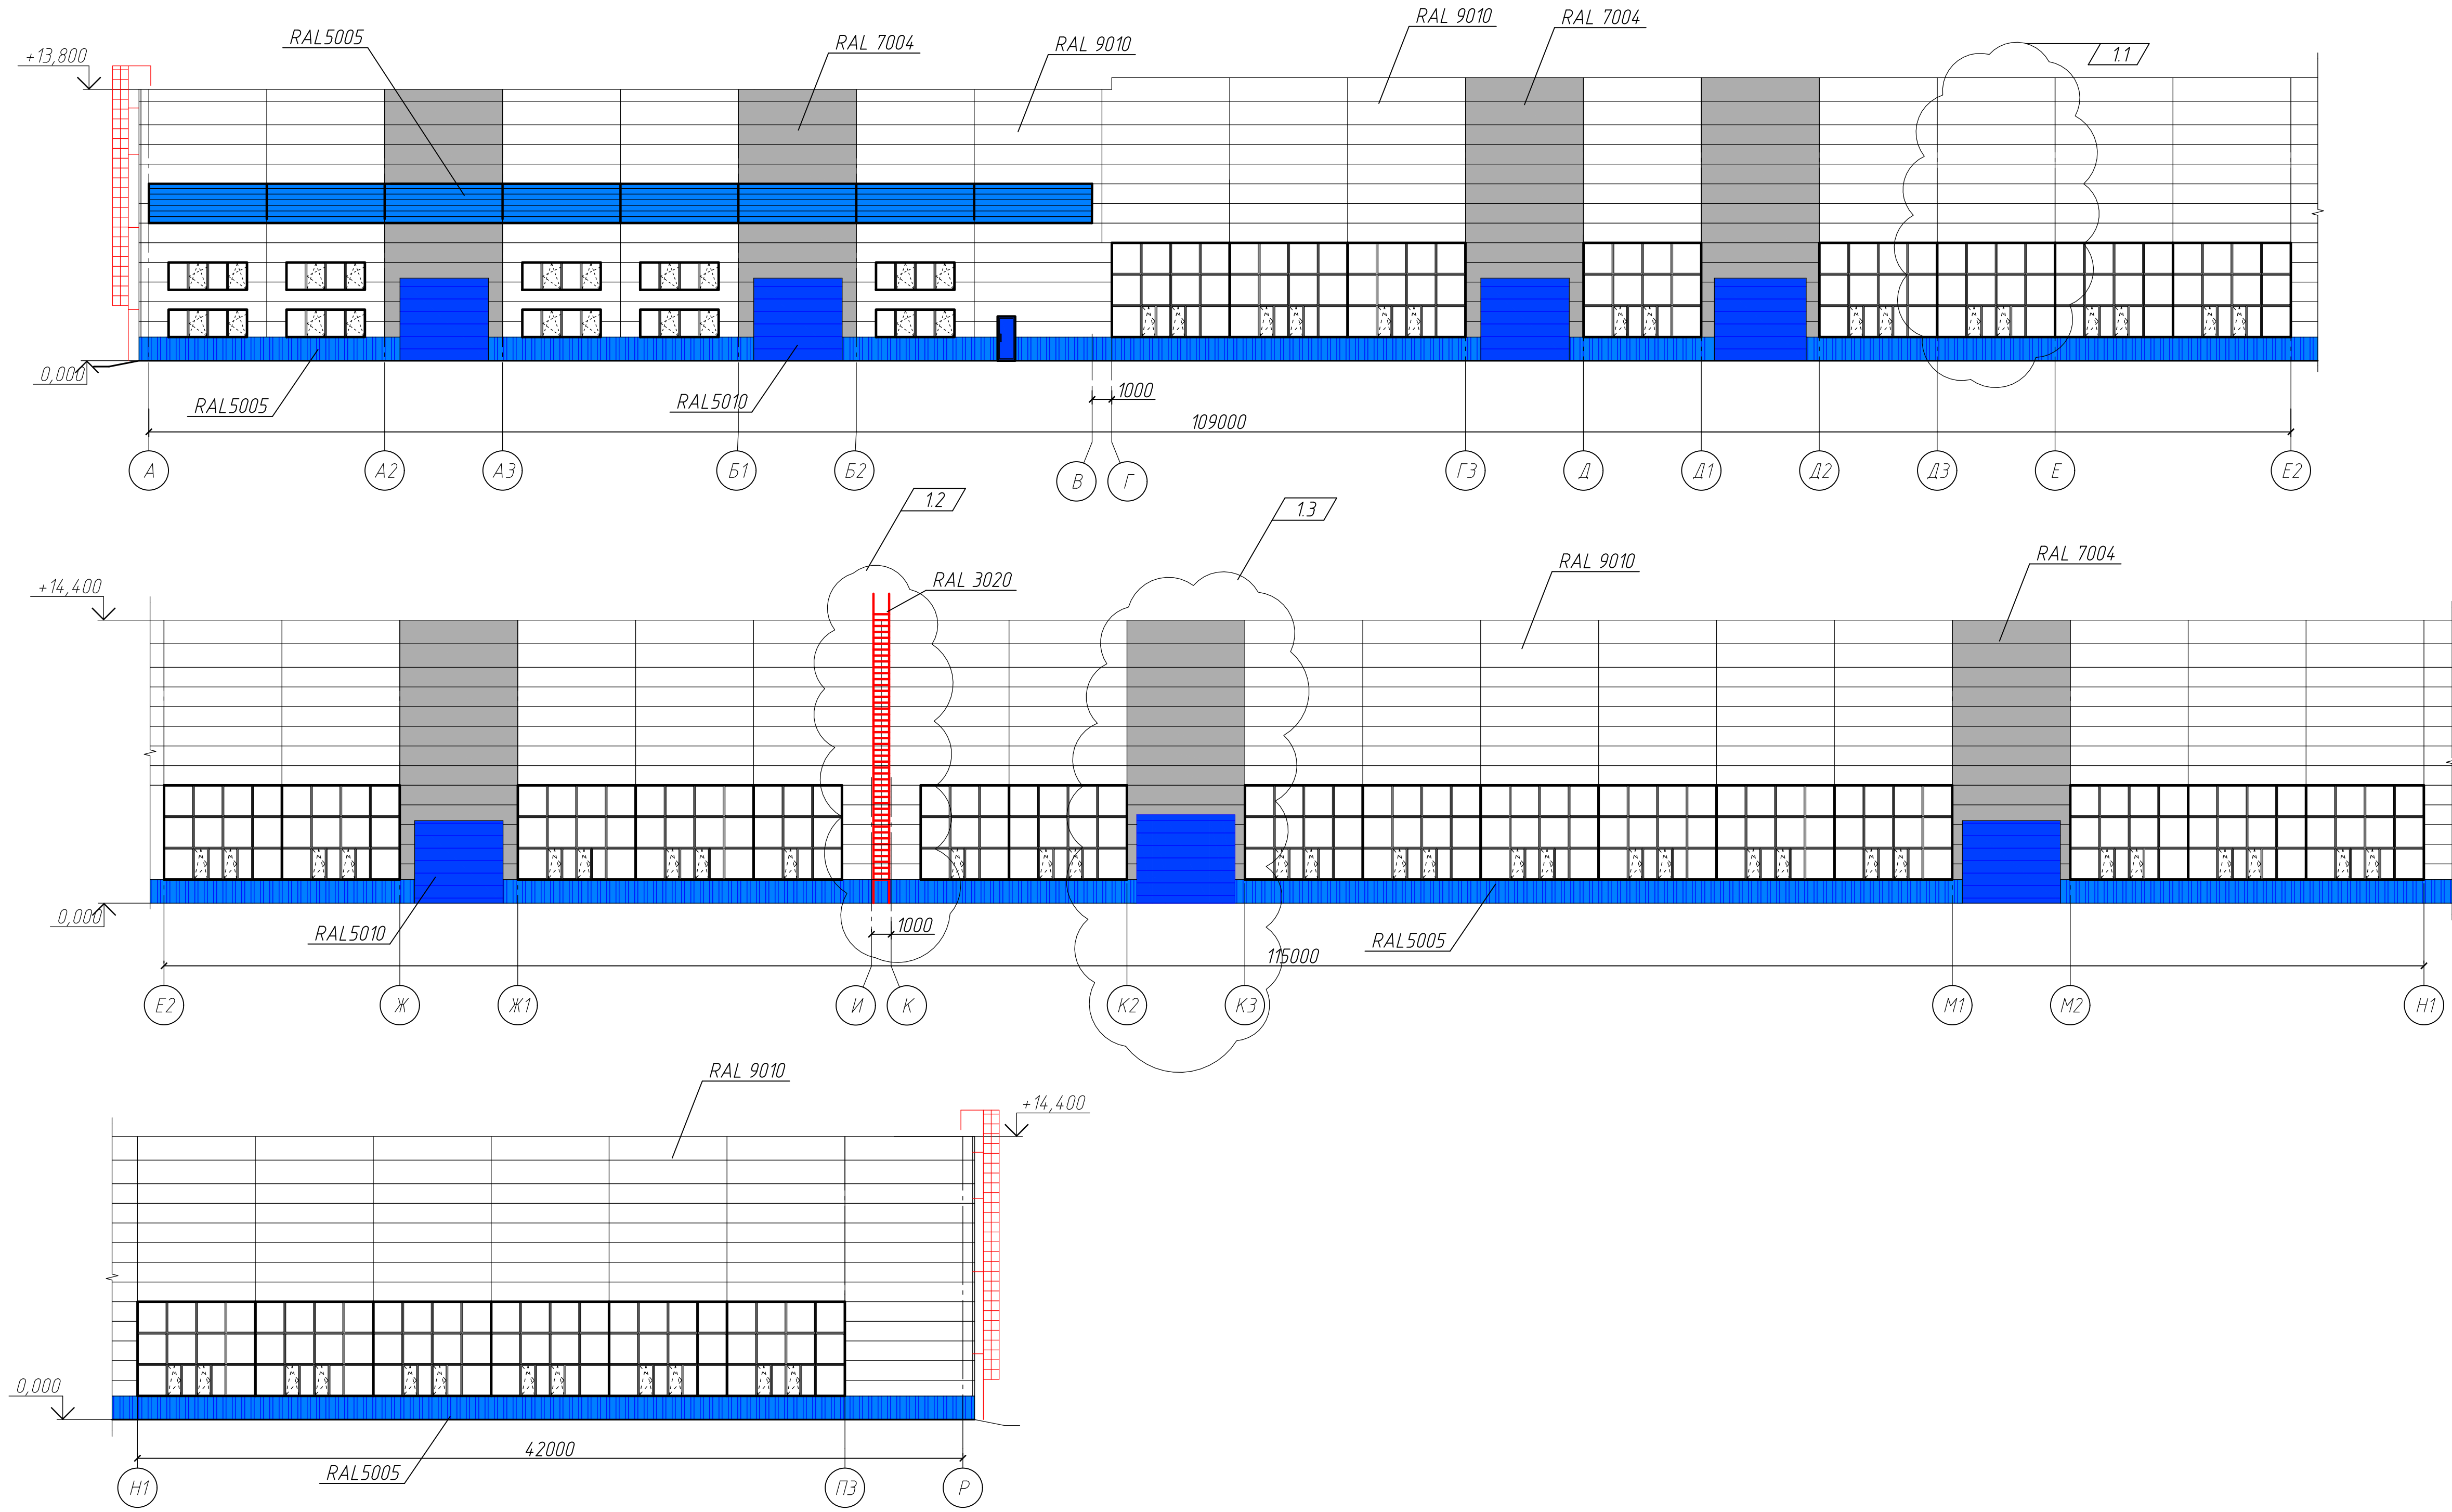 RAL 9010
RAL 7004
RAL5005
RAL 7004
RAL 9010
1.1
+13,800
0,000
RAL5005
RAL5010
1000
109000
А
А2
А3
Б1
Б2
В
Г
Г3
Д
Д1
Д2
Д3
Е
Е2
1.2
1.3
+14,400
RAL 3020
RAL 9010
RAL 7004
0,000
RAL5010
1000
RAL5005
115000
Е2
Ж
Ж1
И
К
К2
К3
М1
М2
Н1
RAL 9010
+14,400
0,000
42000
RAL5005
Н1
П3
Р